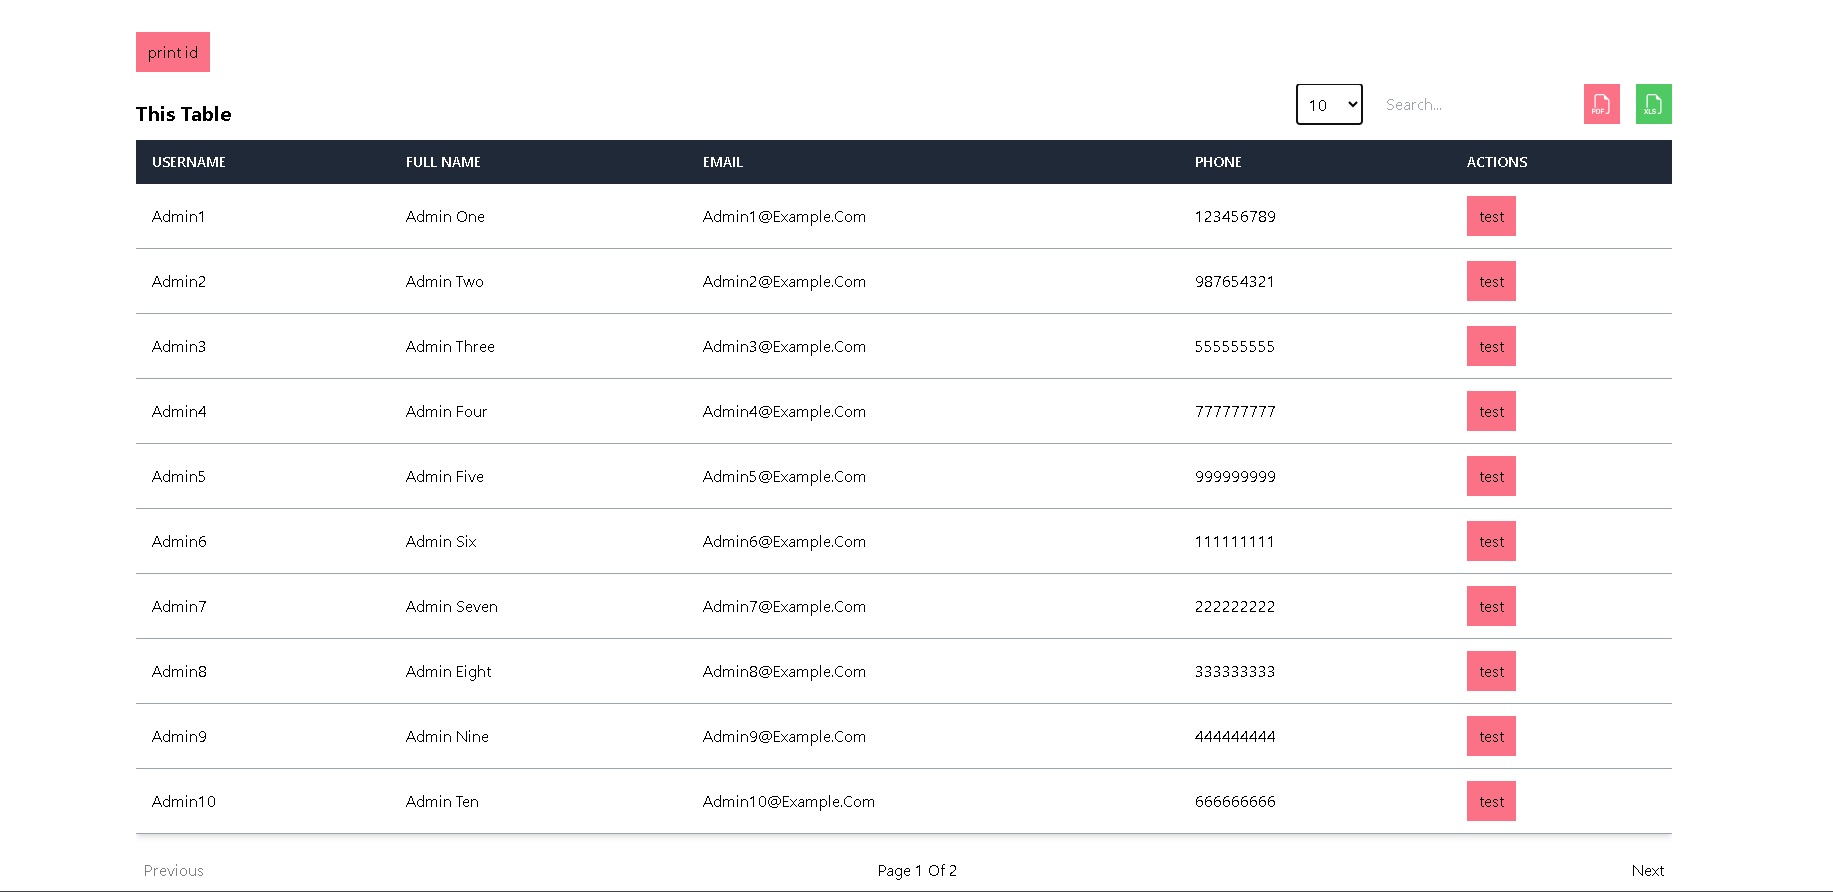 print id
This Table
10 Search... PDF XLS
USERNAME FULL NAME EMAIL PHONE ACTIONS
Admin1 Admin One Admin1@Example.Com 123456789 test
Admin2 Admin Two Admin2@Example.Com 987654321 test
Admin3 Admin Three Admin3@Example.Com 555555555 test
Admin4 Admin Four Admin4@Example.Com 777777777 test
Admin5 Admin Five Admin5@Example.Com 999999999 test
Admin6 Admin Six Admin6@Example.Com 111111111 test
Admin7 Admin Seven Admin7@Example.Com 222222222 test
Admin8 Admin Eight Admin8@Example.Com 333333333 test
Admin9 Admin Nine Admin9@Example.Com 444444444 test
Admin10 Admin Ten Admin10@Example.Com 666666666 test
Previous Page 1 Of 2 Next